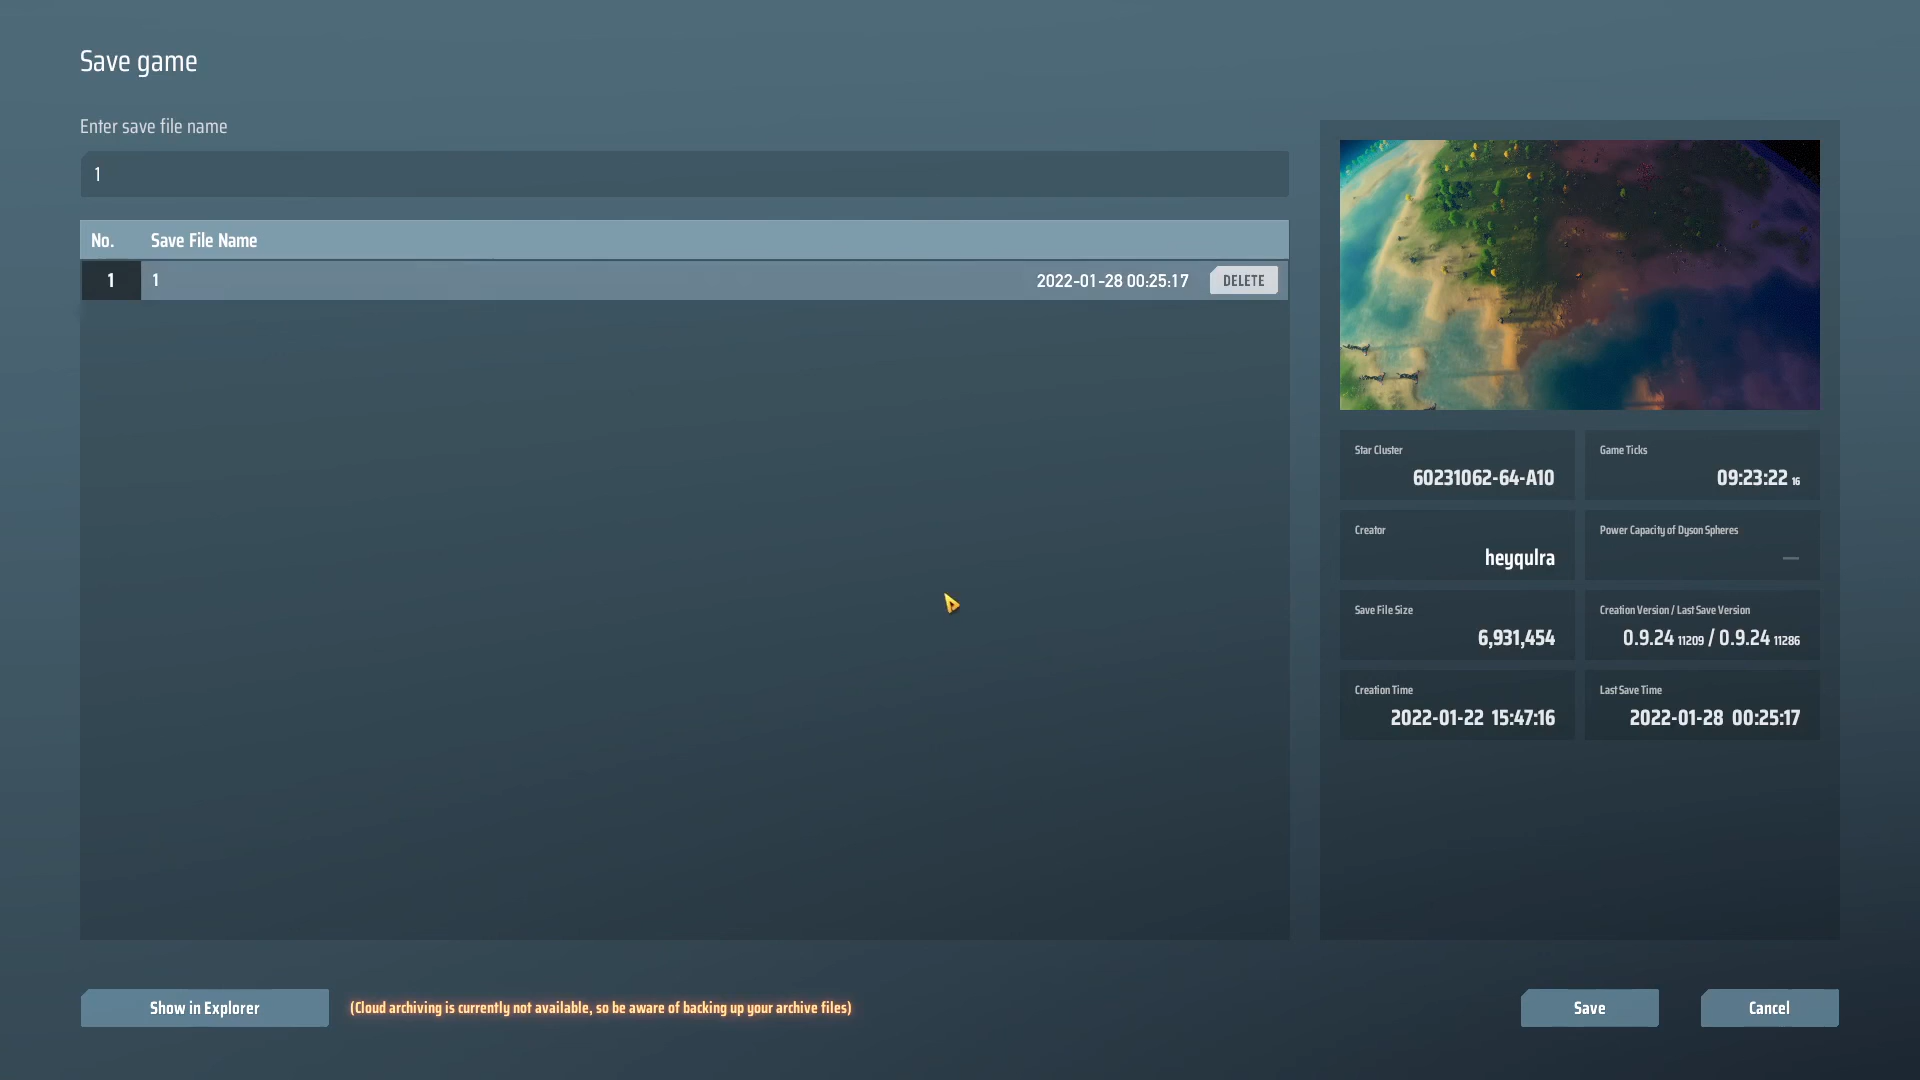 Save game
Enter save file name
1
No. Save File Name
1 1 2022-01-28 00:25:17 DELETE
Star Cluster
60231062-64-A10
Game Ticks
09:23:22 16
Creator
heyqulra
Power Capacity of Dyson Spheres
—
Save File Size
6,931,454
Creation Version / Last Save Version
0.9.24 11209 / 0.9.24 11286
Creation Time
2022-01-22 15:47:16
Last Save Time
2022-01-28 00:25:17
Show in Explorer
(Cloud archiving is currently not available, so be aware of backing up your archive files)
Save
Cancel